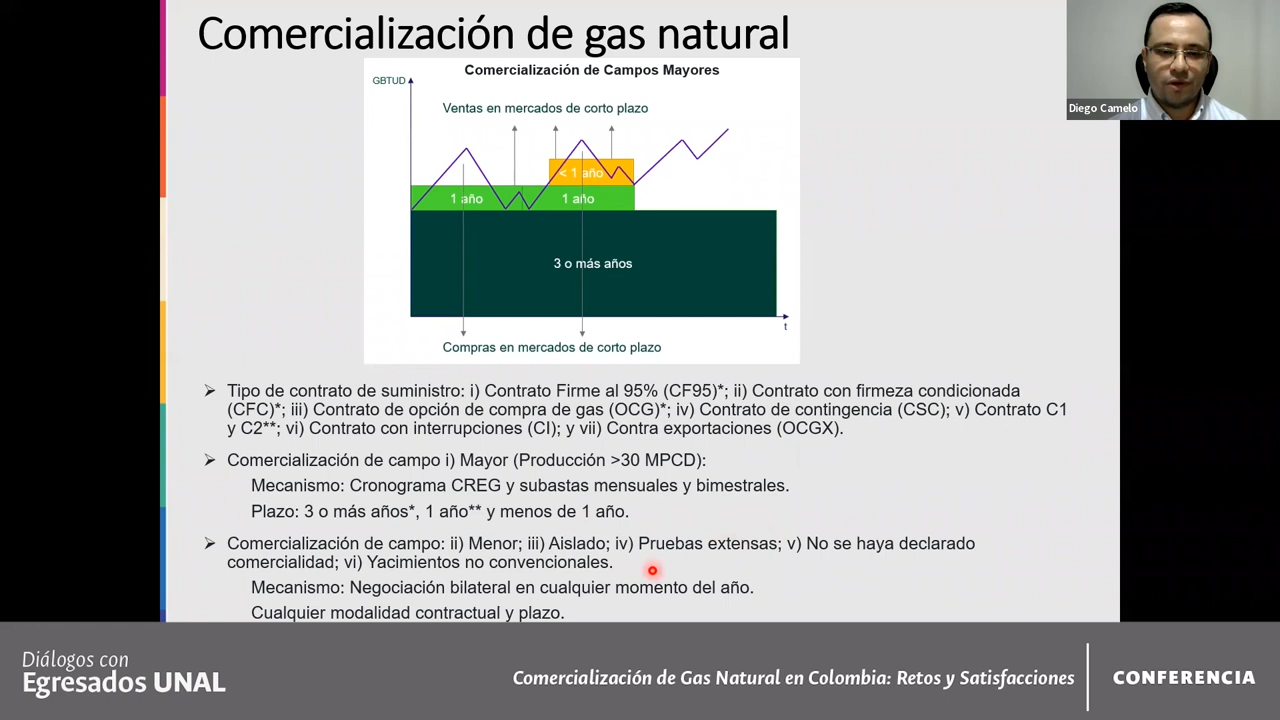 Comercialización de gas natural
Diego Camelo
Comercialización de Campos Mayores
GBTUD
Ventas en mercados de corto plazo
< 1 año
1 año
1 año
3 o más años
t
Compras en mercados de corto plazo
Tipo de contrato de suministro: i) Contrato Firme al 95% (CF95)*; ii) Contrato con firmeza condicionada
(CFC)*; iii) Contrato de opción de compra de gas (OCG)*; iv) Contrato de contingencia (CSC); v) Contrato C1
y C2**; vi) Contrato con interrupciones (CI); y vii) Contra exportaciones (OCGX).
Comercialización de campo i) Mayor (Producción >30 MPCD):
Mecanismo: Cronograma CREG y subastas mensuales y bimestrales.
Plazo: 3 o más años*, 1 año** y menos de 1 año.
Comercialización de campo: ii) Menor; iii) Aislado; iv) Pruebas extensas; v) No se haya declarado
comercialidad; vi) Yacimientos no convencionales.
Mecanismo: Negociación bilateral en cualquier momento del año.
Cualquier modalidad contractual y plazo.
Diálogos con
Egresados UNAL
Comercialización de Gas Natural en Colombia: Retos y Satisfacciones
CONFERENCIA